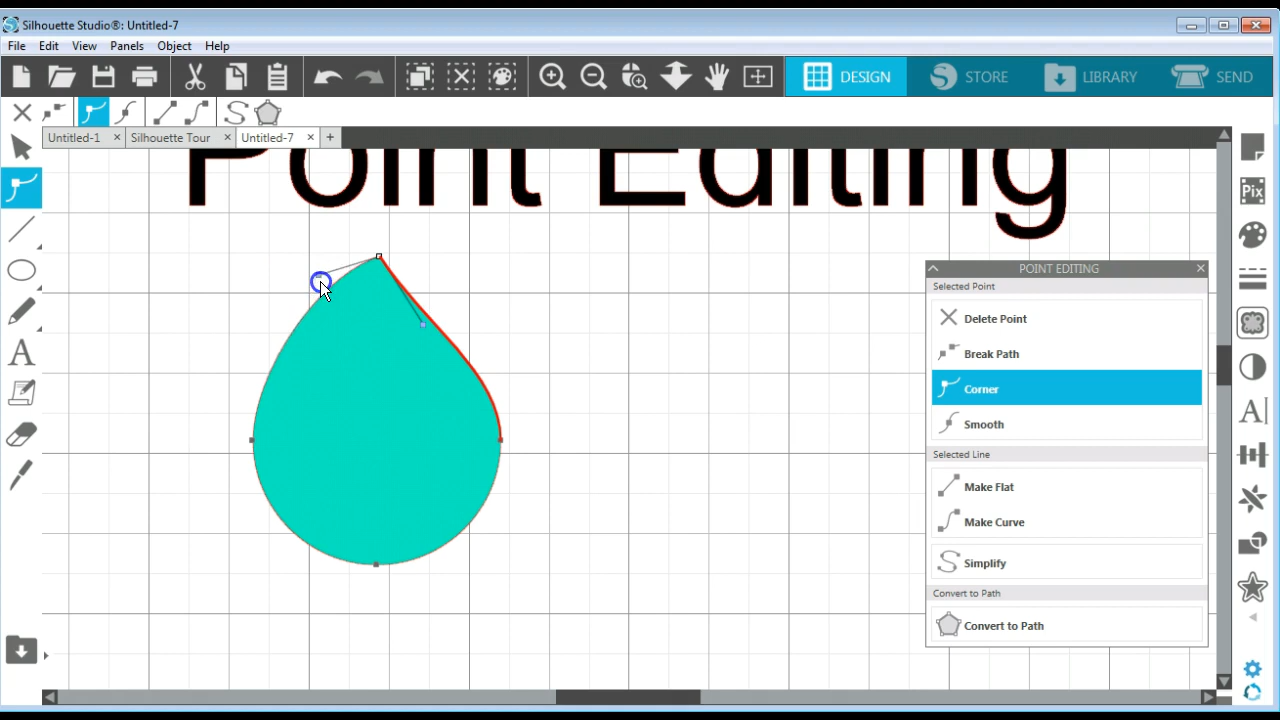 Silhouette Studio®: Untitled-7
File Edit View Panels Object Help
DESIGN STORE LIBRARY SEND
Untitled-1 × Silhouette Tour × Untitled-7 × +
Point Editing
POINT EDITING
Selected Point
Delete Point
Break Path
Corner
Smooth
Selected Line
Make Flat
Make Curve
Simplify
Convert to Path
Convert to Path
Pix